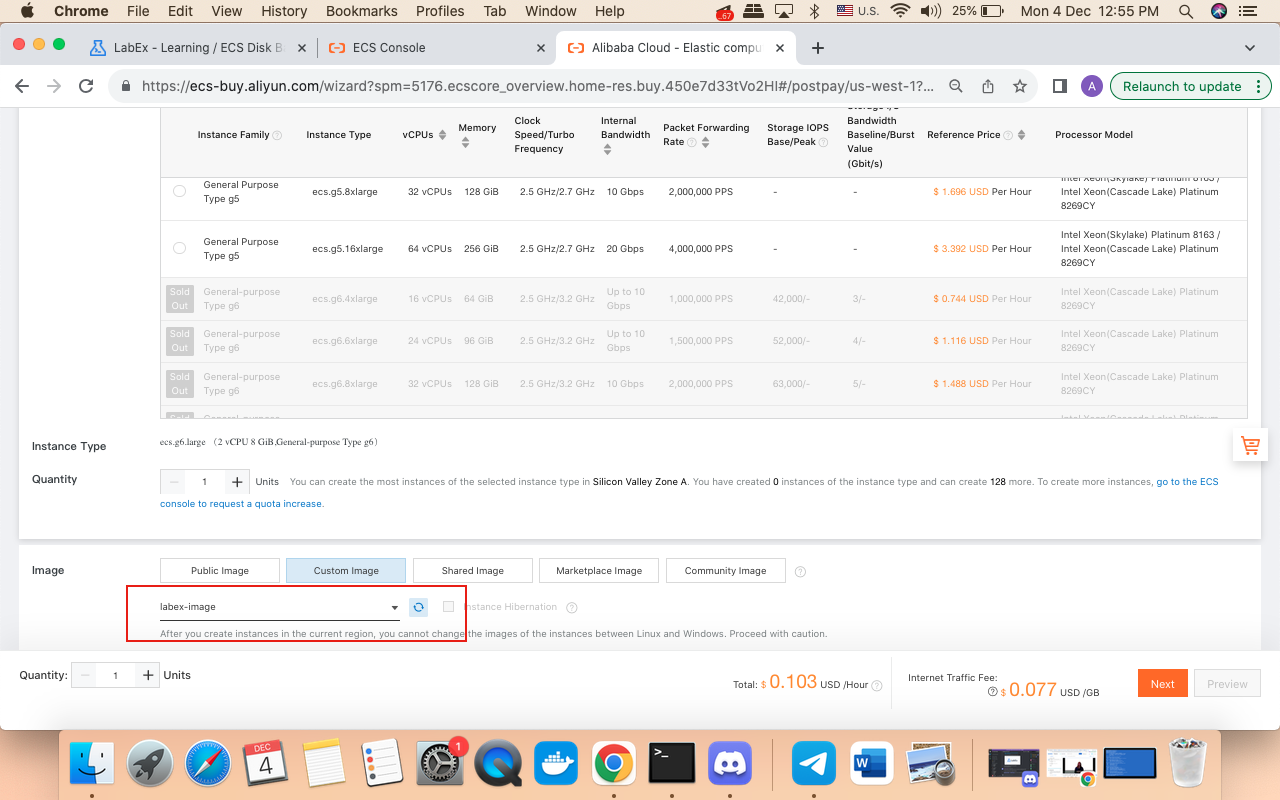 Chrome File Edit View History Bookmarks Profiles Tab Window Help .67 U.S. 25% Mon 4 Dec 12:55 PM
LabEx - Learning / ECS Disk B ECS Console Alibaba Cloud - Elastic compu
https://ecs-buy.aliyun.com/wizard?spm=5176.ecscore_overview.home-res.buy.450e7d33tVo2HI#/postpay/us-west-1?... A Relaunch to update
Instance Family
Instance Type
vCPUs
Memory
Clock
Speed/Turbo
Frequency
Internal
Bandwidth
Packet Forwarding
Rate
Storage IOPS
Base/Peak
Bandwidth
Baseline/Burst
Value
(Gbit/s)
Reference Price
Processor Model
General Purpose
Type g5
ecs.g5.8xlarge 32 vCPUs 128 GiB 2.5 GHz/2.7 GHz 10 Gbps 2,000,000 PPS - - $ 1.696 USD Per Hour
Intel Xeon(Skylake) Platinum 8163 /
Intel Xeon(Cascade Lake) Platinum
8269CY
General Purpose
Type g5
ecs.g5.16xlarge 64 vCPUs 256 GiB 2.5 GHz/2.7 GHz 20 Gbps 4,000,000 PPS - - $ 3.392 USD Per Hour
Intel Xeon(Skylake) Platinum 8163 /
Intel Xeon(Cascade Lake) Platinum
8269CY
Sold
Out
General-purpose
Type g6
ecs.g6.4xlarge 16 vCPUs 64 GiB 2.5 GHz/3.2 GHz
Up to 10
Gbps
1,000,000 PPS 42,000/- 3/- $ 0.744 USD Per Hour
Intel Xeon(Cascade Lake) Platinum
8269CY
Sold
Out
General-purpose
Type g6
ecs.g6.6xlarge 24 vCPUs 96 GiB 2.5 GHz/3.2 GHz
Up to 10
Gbps
1,500,000 PPS 52,000/- 4/- $ 1.116 USD Per Hour
Intel Xeon(Cascade Lake) Platinum
8269CY
Sold
Out
General-purpose
Type g6
ecs.g6.8xlarge 32 vCPUs 128 GiB 2.5 GHz/3.2 GHz 10 Gbps 2,000,000 PPS 63,000/- 5/- $ 1.488 USD Per Hour
Intel Xeon(Cascade Lake) Platinum
8269CY
Instance Type ecs.g6.large (2 vCPU 8 GiB,General-purpose Type g6)
Quantity 1 Units You can create the most instances of the selected instance type in Silicon Valley Zone A. You have created 0 instances of the instance type and can create 128 more. To create more instances, go to the ECS
console to request a quota increase.
Image Public Image Custom Image Shared Image Marketplace Image Community Image
labex-image Instance Hibernation
After you create instances in the current region, you cannot change the images of the instances between Linux and Windows. Proceed with caution.
Quantity: 1 Units
Total: $ 0.103 USD /Hour
Internet Traffic Fee:
$ 0.077 USD /GB
Next Preview
DEC
4
1
>_
W